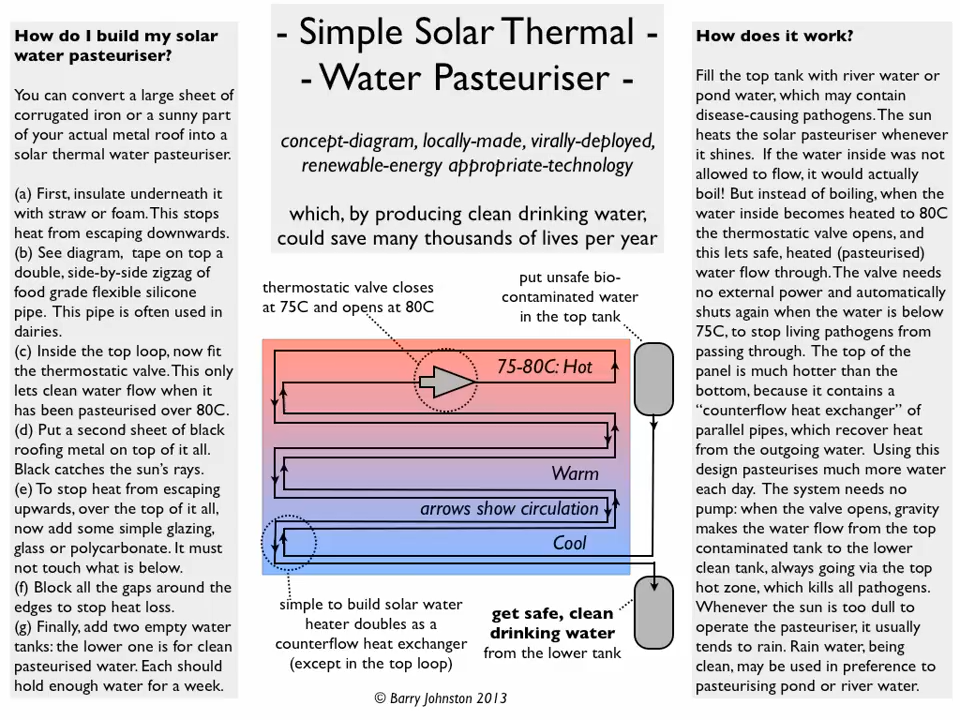 How do I build my solar
water pasteuriser?
You can convert a large sheet of
corrugated iron or a sunny part
of your actual metal roof into a
solar thermal water pasteuriser.
(a) First, insulate underneath it
with straw or foam. This stops
heat from escaping downwards.
(b) See diagram, tape on top a
double, side-by-side zigzag of
food grade flexible silicone
pipe. This pipe is often used in
dairies.
(c) Inside the top loop, now fit
the thermostatic valve. This only
lets clean water flow when it
has been pasteurised over 80C.
(d) Put a second sheet of black
roofing metal on top of it all.
Black catches the sun's rays.
(e) To stop heat from escaping
upwards, over the top of it all,
now add some simple glazing,
glass or polycarbonate. It must
not touch what is below.
(f) Block all the gaps around the
edges to stop heat loss.
(g) Finally, add two empty water
tanks: the lower one is for clean
pasteurised water. Each should
hold enough water for a week.
- Simple Solar Thermal -
- Water Pasteuriser -
concept-diagram, locally-made, virally-deployed,
renewable-energy appropriate-technology
which, by producing clean drinking water,
could save many thousands of lives per year
thermostatic valve closes
at 75C and opens at 80C
put unsafe bio-
contaminated water
in the top tank
75-80C: Hot
Warm
arrows show circulation
Cool
simple to build solar water
heater doubles as a
counterflow heat exchanger
(except in the top loop)
get safe, clean
drinking water
from the lower tank
© Barry Johnston 2013
How does it work?
Fill the top tank with river water or
pond water, which may contain
disease-causing pathogens. The sun
heats the solar pasteuriser whenever
it shines. If the water inside was not
allowed to flow, it would actually
boil! But instead of boiling, when the
water inside becomes heated to 80C
the thermostatic valve opens, and
this lets safe, heated (pasteurised)
water flow through. The valve needs
no external power and automatically
shuts again when the water is below
75C, to stop living pathogens from
passing through. The top of the
panel is much hotter than the
bottom, because it contains a
“counterflow heat exchanger” of
parallel pipes, which recover heat
from the outgoing water. Using this
design pasteurises much more water
each day. The system needs no
pump: when the valve opens, gravity
makes the water flow from the top
contaminated tank to the lower
clean tank, always going via the top
hot zone, which kills all pathogens.
Whenever the sun is too dull to
operate the pasteuriser, it usually
tends to rain. Rain water, being
clean, may be used in preference to
pasteurising pond or river water.